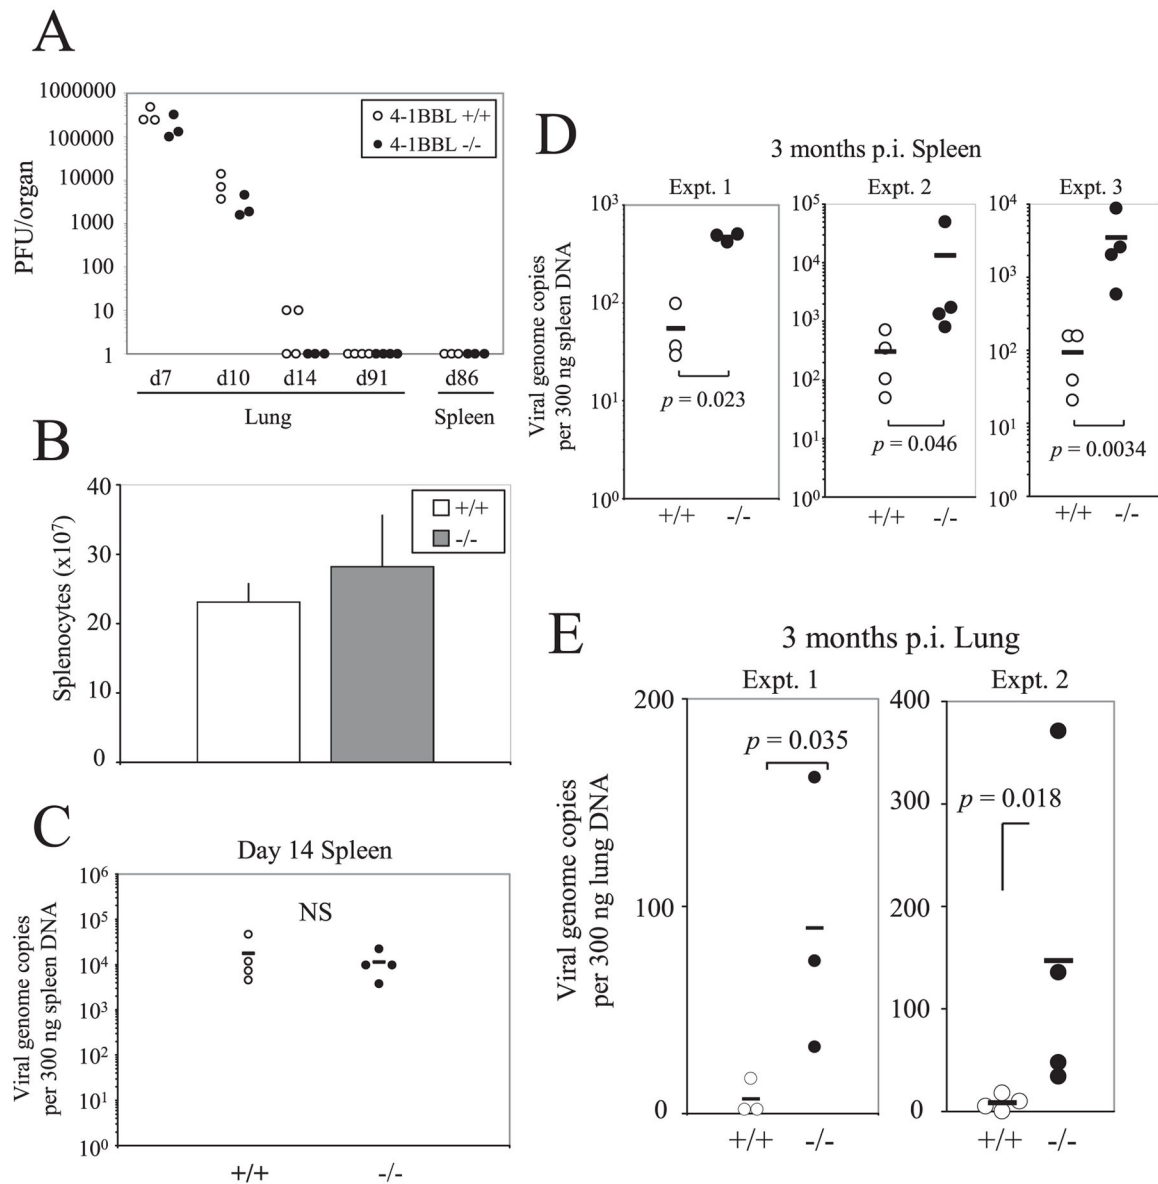 A
1000000
100000
10000
1000
100
10
1
PFU/organ
4-1BBL +/+
4-1BBL -/-
d7 d10 d14 d91 d86
Lung Spleen
B
40
30
20
10
0
Splenocytes (x10⁷)
+/+
-/-
C
Day 14 Spleen
10⁶
10⁵
10⁴
10³
10²
10¹
10⁰
Viral genome copies
per 300 ng spleen DNA
NS
+/+ -/-
D
3 months p.i. Spleen
Viral genome copies
per 300 ng spleen DNA
Expt. 1
10³
10²
10¹
10⁰
p = 0.023
+/+ -/-
Expt. 2
10⁵
10⁴
10³
10²
10¹
10⁰
p = 0.046
+/+ -/-
Expt. 3
10⁴
10³
10²
10¹
10⁰
p = 0.0034
+/+ -/-
E
3 months p.i. Lung
Viral genome copies
per 300 ng lung DNA
Expt. 1
200
100
0
p = 0.035
+/+ -/-
Expt. 2
400
300
200
100
0
p = 0.018
+/+ -/-